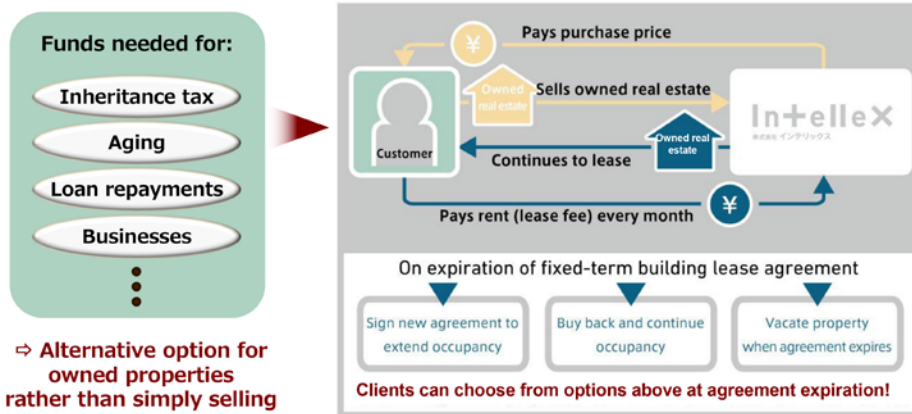 Funds needed for:
Inheritance tax
Aging
Loan repayments
Businesses
⇨ Alternative option for
owned properties
rather than simply selling
¥
Pays purchase price
Owned
real estate
Sells owned real estate
Customer
Intellex
株式会社 インテリックス
Owned real
estate
Continues to lease
Pays rent (lease fee) every month
¥
On expiration of fixed-term building lease agreement
Sign new agreement to
extend occupancy
Buy back and continue
occupancy
Vacate property
when agreement expires
Clients can choose from options above at agreement expiration!